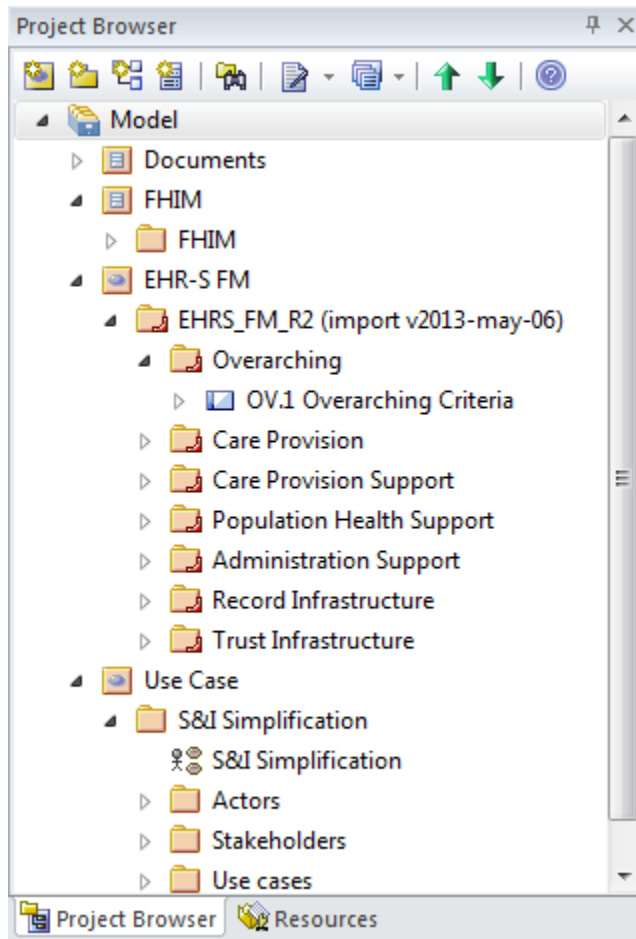 Project Browser
Model
Documents
FHIM
FHIM
EHR-S FM
EHRS_FM_R2 (import v2013-may-06)
Overarching
OV.1 Overarching Criteria
Care Provision
Care Provision Support
Population Health Support
Administration Support
Record Infrastructure
Trust Infrastructure
Use Case
S&I Simplification
S&I Simplification
Actors
Stakeholders
Use cases
Project Browser Resources